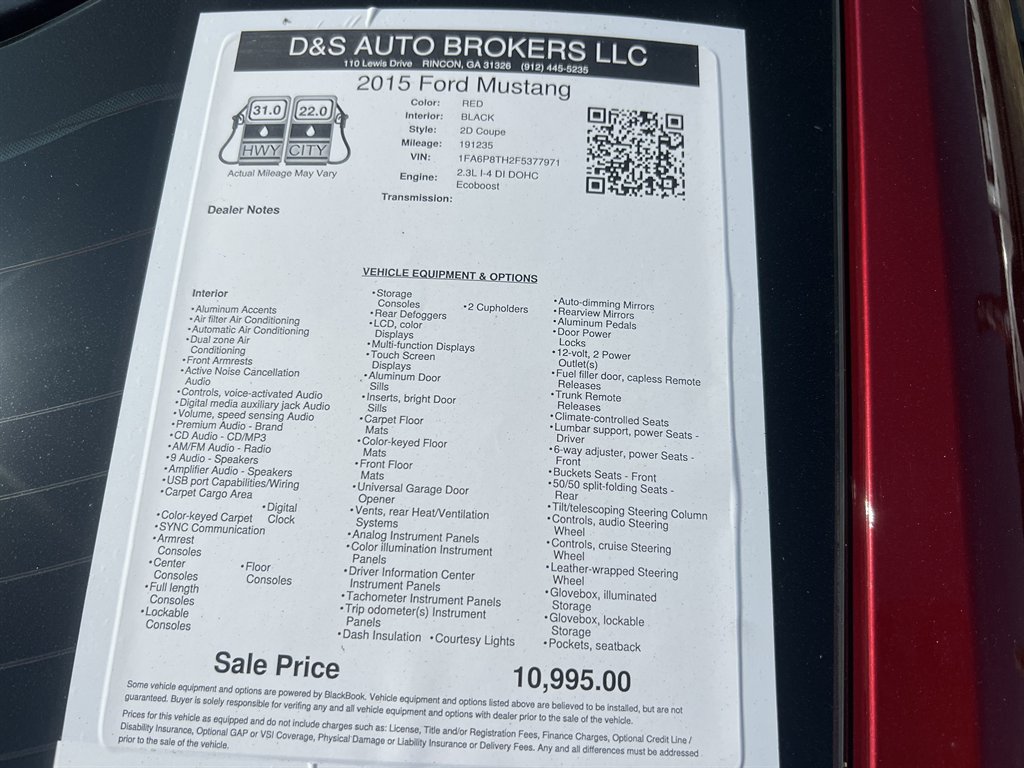 D&S AUTO BROKERS LLC
110 Lewis Drive RINCON, GA 31326 (912) 445-5235
2015 Ford Mustang
31.0 22.0
HWY CITY
Actual Mileage May Vary
Color: RED
Interior: BLACK
Style: 2D Coupe
Mileage: 191235
VIN: 1FA6P8TH2F5377971
Engine: 2.3L I-4 DI DOHC
Ecoboost
Transmission:
Dealer Notes
VEHICLE EQUIPMENT & OPTIONS
Interior
•Aluminum Accents
•Air filter Air Conditioning
•Automatic Air Conditioning
•Dual zone Air
Conditioning
•Front Armrests
•Active Noise Cancellation
Audio
•Controls, voice-activated Audio
•Digital media auxiliary jack Audio
•Volume, speed sensing Audio
•Premium Audio - Brand
•CD Audio - CD/MP3
•AM/FM Audio - Radio
•9 Audio - Speakers
•Amplifier Audio - Speakers
•USB port Capabilities/Wiring
•Carpet Cargo Area
•Digital
Clock
•Color-keyed Carpet
•SYNC Communication
•Armrest
Consoles
•Center
Consoles
•Floor
Consoles
•Full length
Consoles
•Lockable
Consoles
•Storage
Consoles
•2 Cupholders
•Rear Defoggers
•LCD, color
Displays
•Multi-function Displays
•Touch Screen
Displays
•Aluminum Door
Sills
•Inserts, bright Door
Sills
•Carpet Floor
Mats
•Color-keyed Floor
Mats
•Front Floor
Mats
•Universal Garage Door
Opener
•Vents, rear Heat/Ventilation
Systems
•Analog Instrument Panels
•Color illumination Instrument
Panels
•Driver Information Center
Instrument Panels
•Tachometer Instrument Panels
•Trip odometer(s) Instrument
Panels
•Dash Insulation •Courtesy Lights
•Auto-dimming Mirrors
•Rearview Mirrors
•Aluminum Pedals
•Door Power
Locks
•12-volt, 2 Power
Outlet(s)
•Fuel filler door, capless Remote
Releases
•Trunk Remote
Releases
•Climate-controlled Seats
•Lumbar support, power Seats -
Driver
•6-way adjuster, power Seats -
Front
•Buckets Seats - Front
•50/50 split-folding Seats -
Rear
•Tilt/telescoping Steering Column
•Controls, audio Steering
Wheel
•Controls, cruise Steering
Wheel
•Leather-wrapped Steering
Wheel
•Glovebox, illuminated
Storage
•Glovebox, lockable
Storage
•Pockets, seatback
Sale Price 10,995.00
Some vehicle equipment and options are powered by BlackBook. Vehicle equipment and options listed above are believed to be installed, but are not
guaranteed. Buyer is solely responsible for verifing any and all vehicle equipment and options with dealer prior to the sale of the vehicle.
Prices for this vehicle as equipped and do not include charges such as: License, Title and/or Registration Fees, Finance Charges, Optional Credit Line /
Disability Insurance, Optional GAP or VSI Coverage, Physical Damage or Liability Insurance or Delivery Fees. Any and all differences must be addressed
prior to the sale of the vehicle.